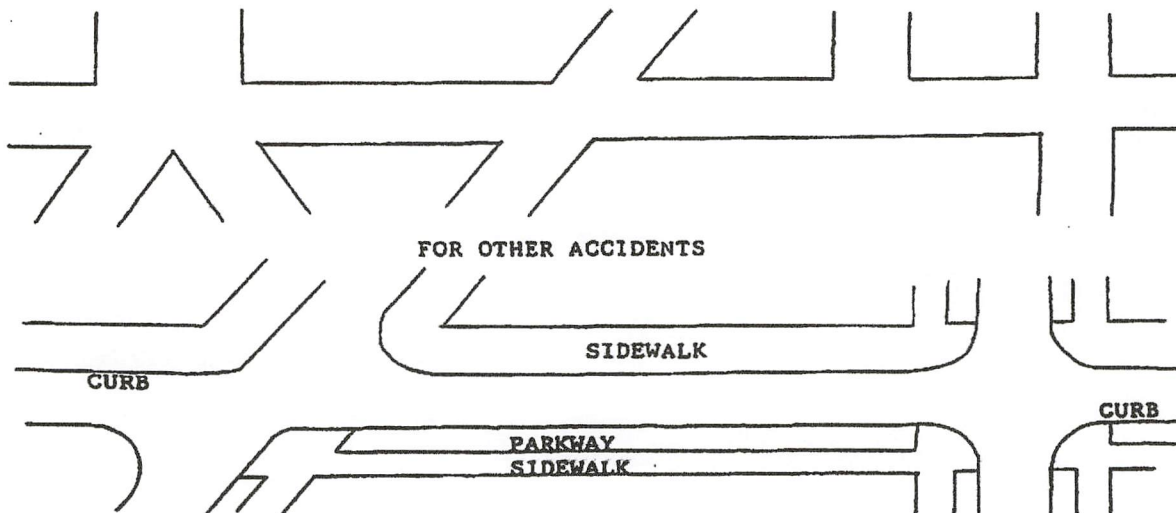 FOR OTHER ACCIDENTS
SIDEWALK
CURB
CURB
PARKWAY
SIDEWALK